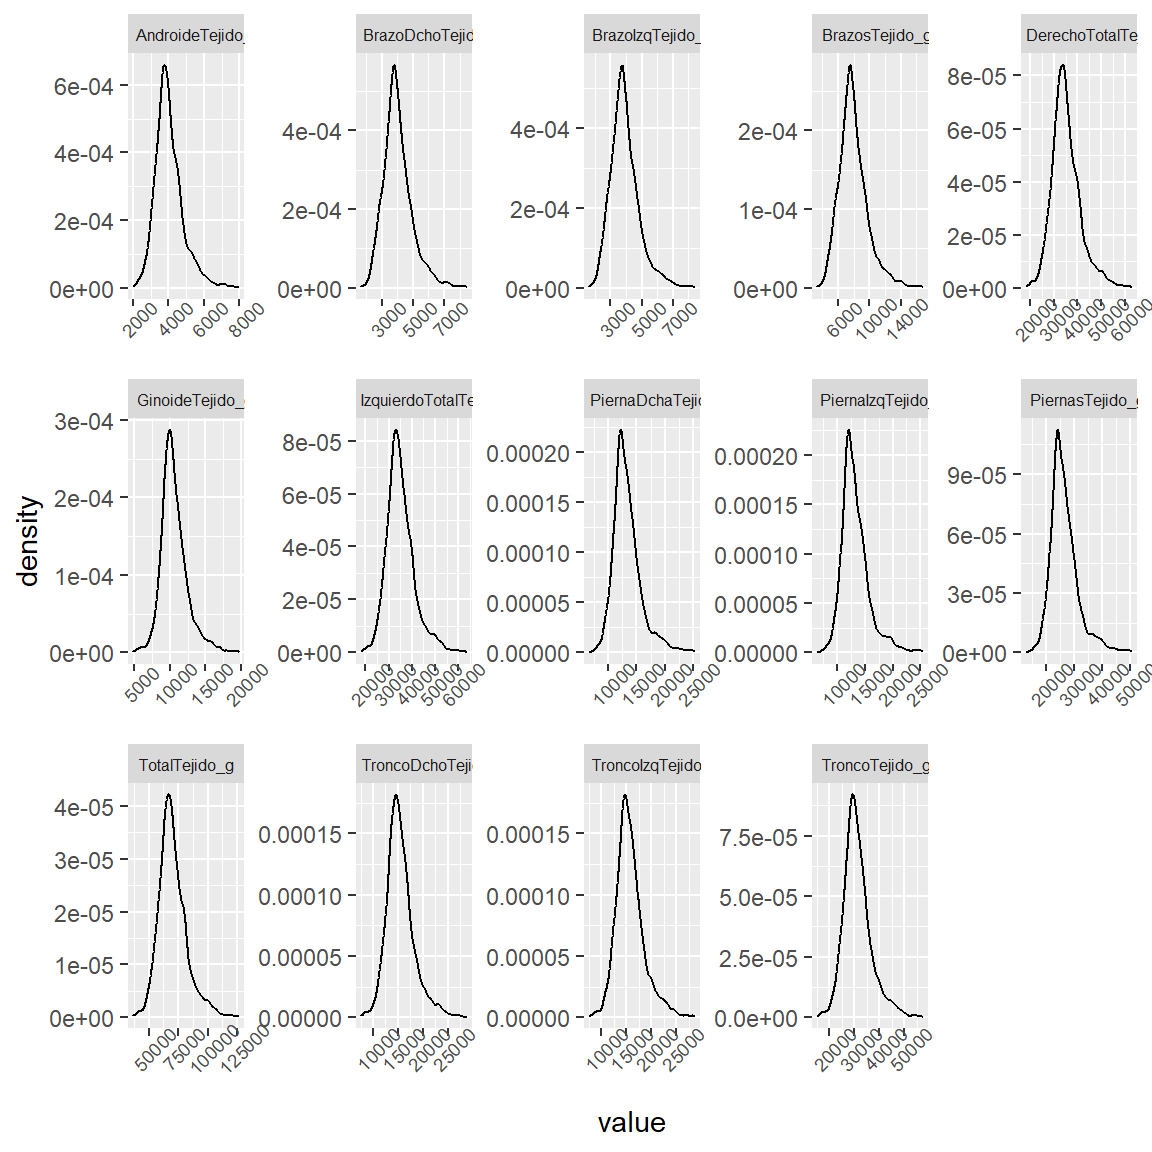 AndroideTejido_ BrazoDchoTejid BrazoIzqTejido_ BrazosTejido_g DerechoTotalTe
6e-04 4e-04 2e-04 0e+00
4e-04 2e-04 0e+00
4e-04 2e-04 0e+00
2e-04 1e-04 0e+00
8e-05 6e-05 4e-05 2e-05 0e+00
2000 4000 6000 8000
3000 5000 7000
3000 5000 7000
6000 10000 14000
20000 30000 40000 50000 60000
GinoideTejido_ IzquierdoTotalTe PiernaDchaTejid PiernaIzqTejido_ PiernasTejido_g
3e-04 2e-04 1e-04 0e+00
8e-05 6e-05 4e-05 2e-05 0e+00
0.00020 0.00015 0.00010 0.00005 0.00000
0.00020 0.00015 0.00010 0.00005 0.00000
9e-05 6e-05 3e-05 0e+00
5000 10000 15000 20000
20000 30000 40000 50000 60000
10000 15000 20000 25000
10000 15000 20000 25000
20000 30000 40000 50000
density
TotalTejido_g TroncoDchoTeji TroncoIzqTejido TroncoTejido_g
4e-05 3e-05 2e-05 1e-05 0e+00
0.00015 0.00010 0.00005 0.00000
0.00015 0.00010 0.00005 0.00000
7.5e-05 5.0e-05 2.5e-05 0.0e+00
50000 75000 100000 125000
10000 15000 20000 25000
10000 15000 20000 25000
20000 30000 40000 50000
value